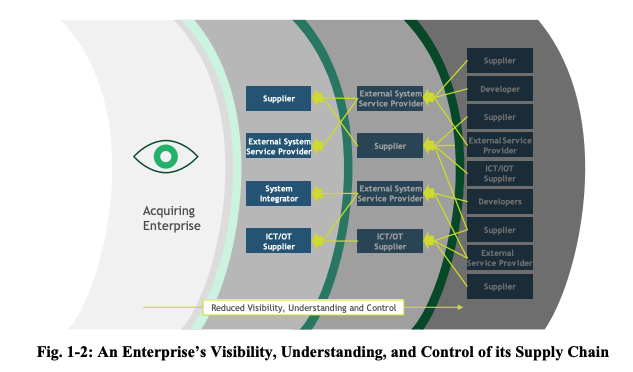 Acquiring
Enterprise
Supplier
External System
Service Provider
System
Integrator
ICT/OT
Supplier
External System
Service Provider
Supplier
External System
Service Provider
ICT/OT
Supplier
Supplier
Developer
Supplier
External Service
Provider
ICT/IOT
Supplier
Developers
Supplier
External
Service Provider
Supplier
Reduced Visibility, Understanding and Control
Fig. 1-2: An Enterprise’s Visibility, Understanding, and Control of its Supply Chain